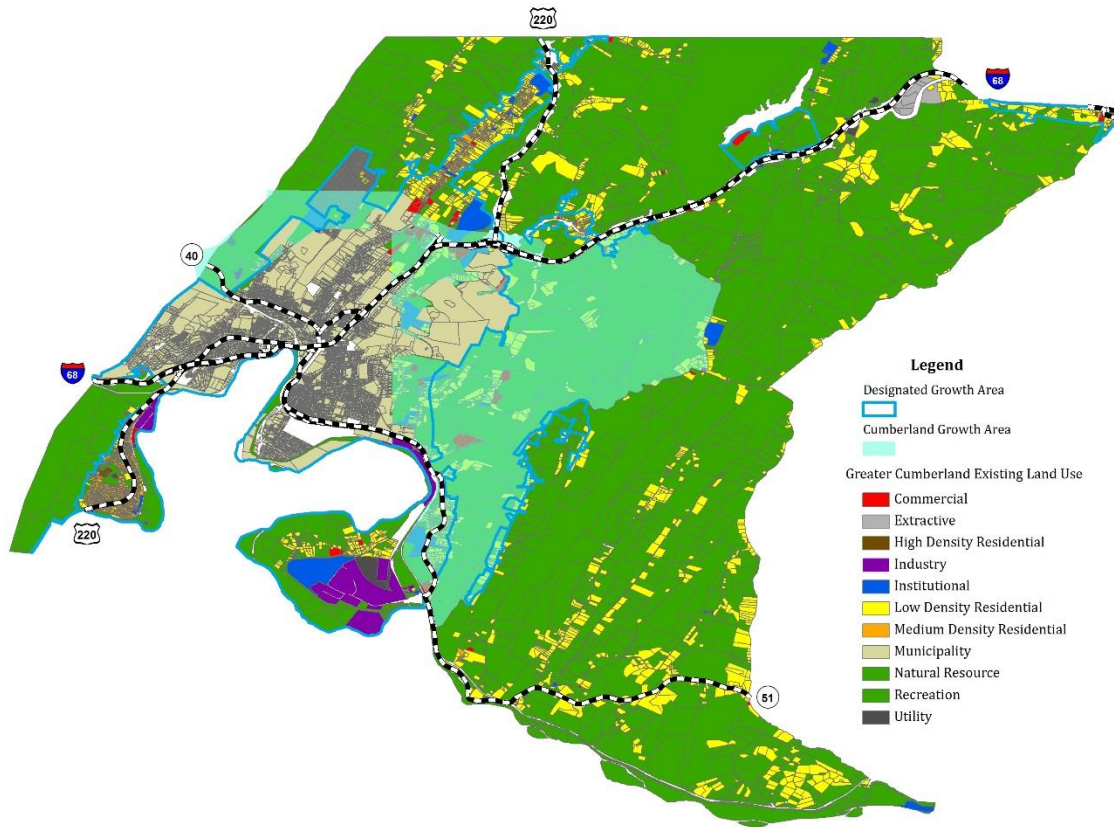 220
68
40
68
220
51
Legend
Designated Growth Area
Cumberland Growth Area
Greater Cumberland Existing Land Use
Commercial
Extractive
High Density Residential
Industry
Institutional
Low Density Residential
Medium Density Residential
Municipality
Natural Resource
Recreation
Utility